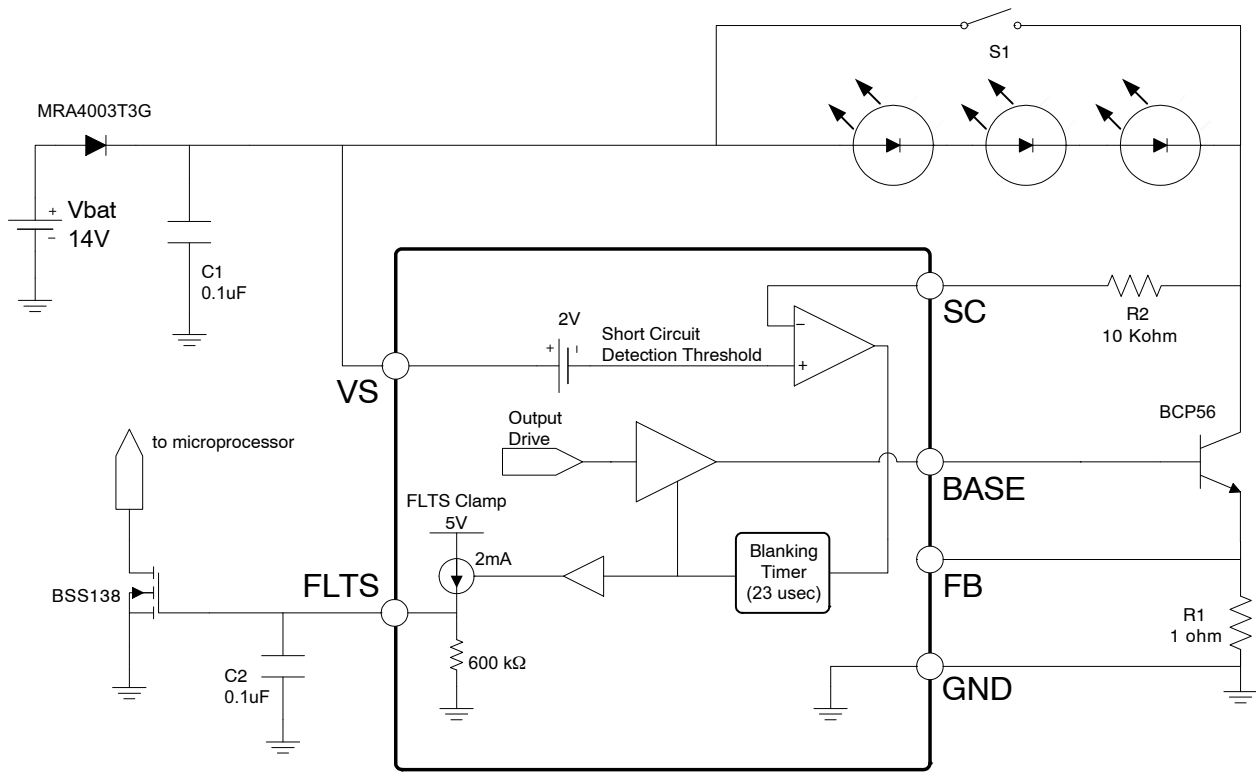 S1
MRA4003T3G
+
Vbat
−
14V
C1
0.1uF
SC
R2
10 Kohm
2V
+
−
Short Circuit
Detection Threshold
−
+
VS
Output
Drive
BCP56
to microprocessor
BASE
FLTS Clamp
5V
2mA
Blanking
Timer
(23 usec)
FB
FLTS
BSS138
R1
1 ohm
600 kΩ
C2
0.1uF
GND